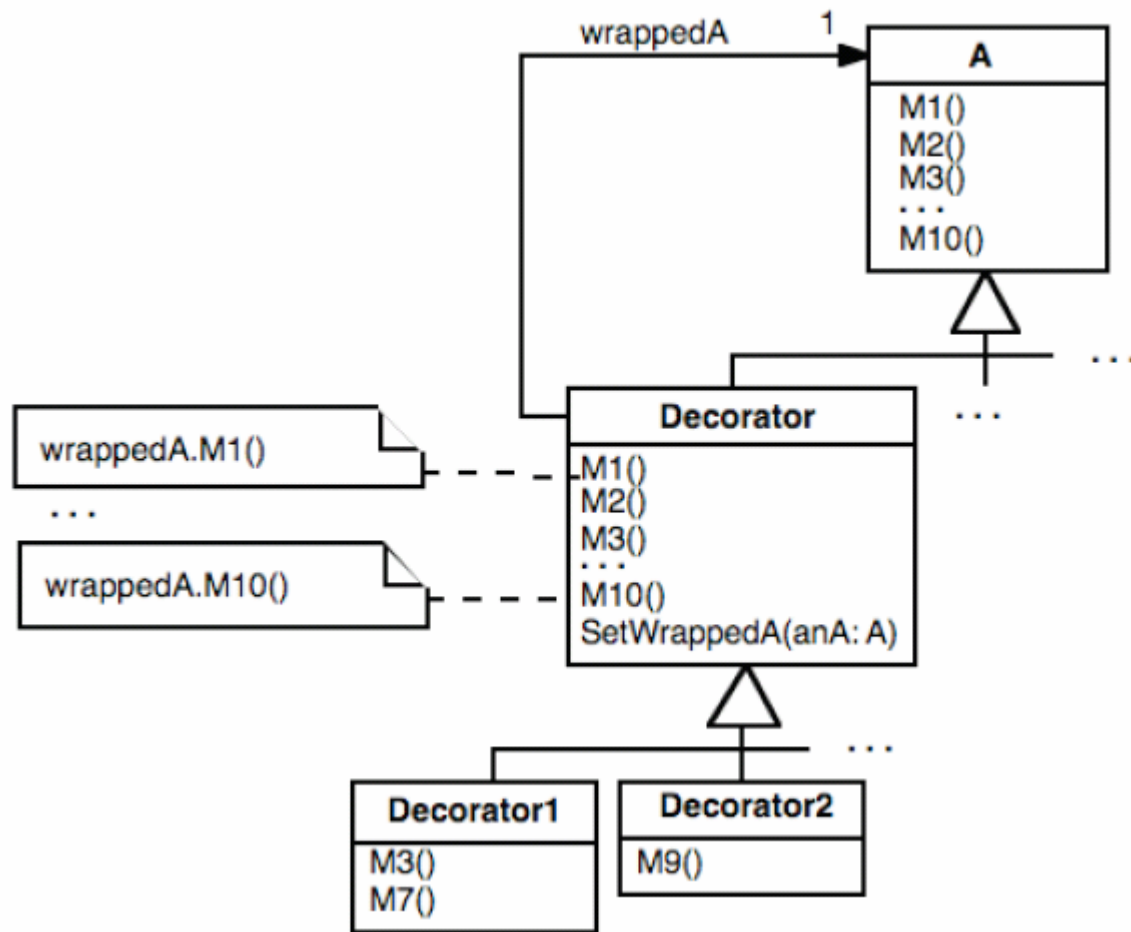 wrappedA
1
A
M1()
M2()
M3()
...
M10()
...
...
Decorator
M1()
M2()
M3()
...
M10()
SetWrappedA(anA: A)
wrappedA.M1()
...
wrappedA.M10()
...
Decorator1
M3()
M7()
Decorator2
M9()